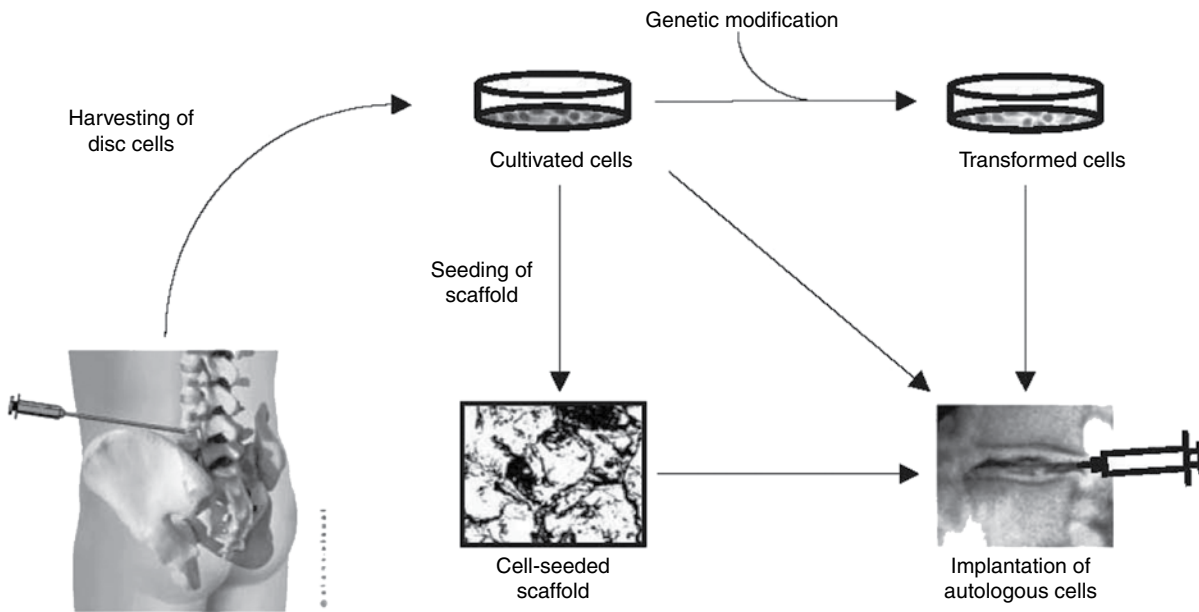 Genetic modification
Harvesting of
disc cells
Cultivated cells
Transformed cells
Seeding of
scaffold
Cell-seeded
scaffold
Implantation of
autologous cells